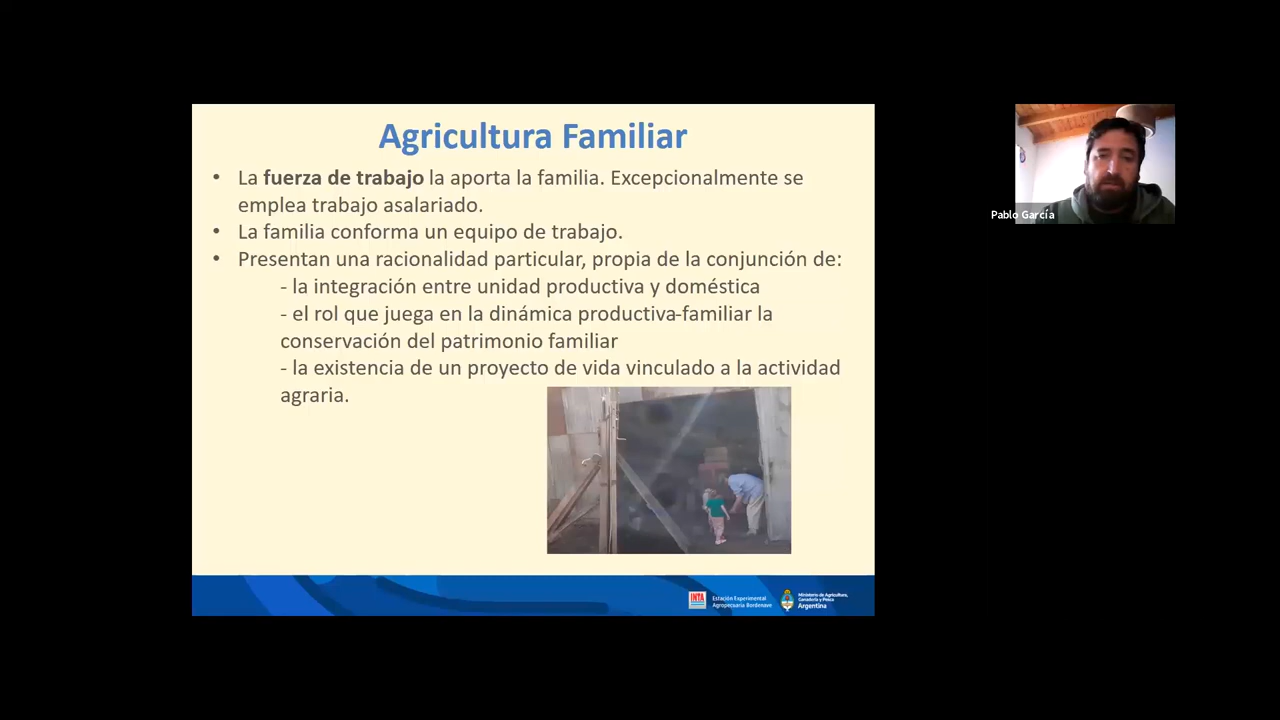 Agricultura Familiar
• La fuerza de trabajo la aporta la familia. Excepcionalmente se
emplea trabajo asalariado.
• La familia conforma un equipo de trabajo.
• Presentan una racionalidad particular, propia de la conjunción de:
- la integración entre unidad productiva y doméstica
- el rol que juega en la dinámica productiva-familiar la
conservación del patrimonio familiar
- la existencia de un proyecto de vida vinculado a la actividad
agraria.
Pablo García
INTA
Estación Experimental
Agropecuaria Bordenave
Ministerio de Agricultura,
Ganadería y Pesca
Argentina